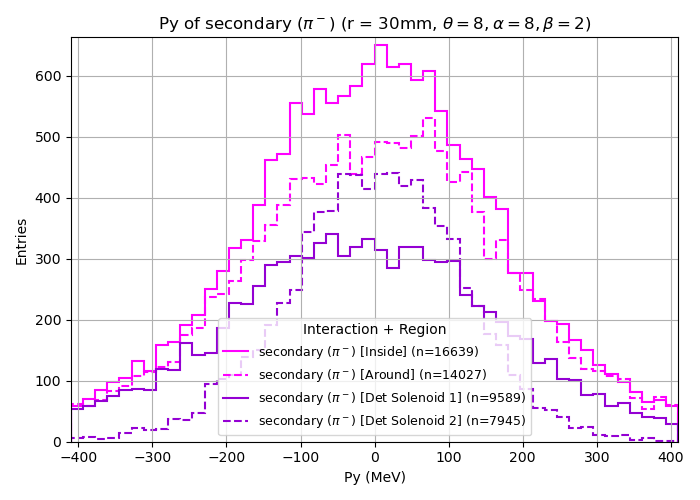 Py of secondary (π⁻) (r = 30mm, θ = 8, α = 8, β = 2)
600
500
400
300
200
100
0
Entries
Interaction + Region
secondary (π⁻) [Inside] (n=16639)
secondary (π⁻) [Around] (n=14027)
secondary (π⁻) [Det Solenoid 1] (n=9589)
secondary (π⁻) [Det Solenoid 2] (n=7945)
−400 −300 −200 −100 0 100 200 300 400
Py (MeV)